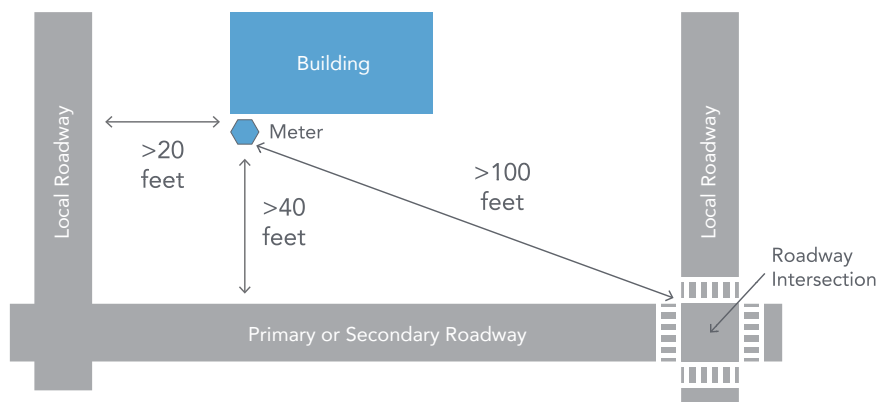 Building
Meter
>20
feet
>40
feet
>100
feet
Local Roadway
Local Roadway
Roadway
Intersection
Primary or Secondary Roadway